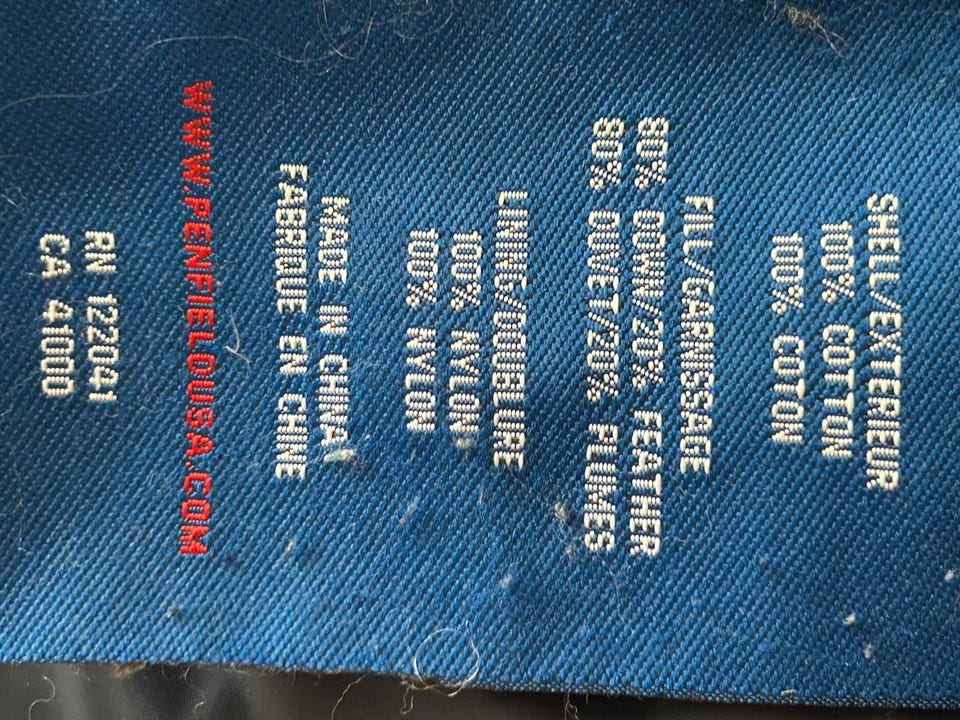 SHELL/EXTERIEUR
100% COTTON
100% COTON
FILL/GARNISSAGE
80% DOWN/20% FEATHER
80% DUVET/20% PLUMES
LINING/DOUBLURE
100% NYLON
100% NYLON
MADE IN CHINA
FABRIQUE EN CHINE
WWW.PENFIELDUSA.COM
RN 122041
CA 41000